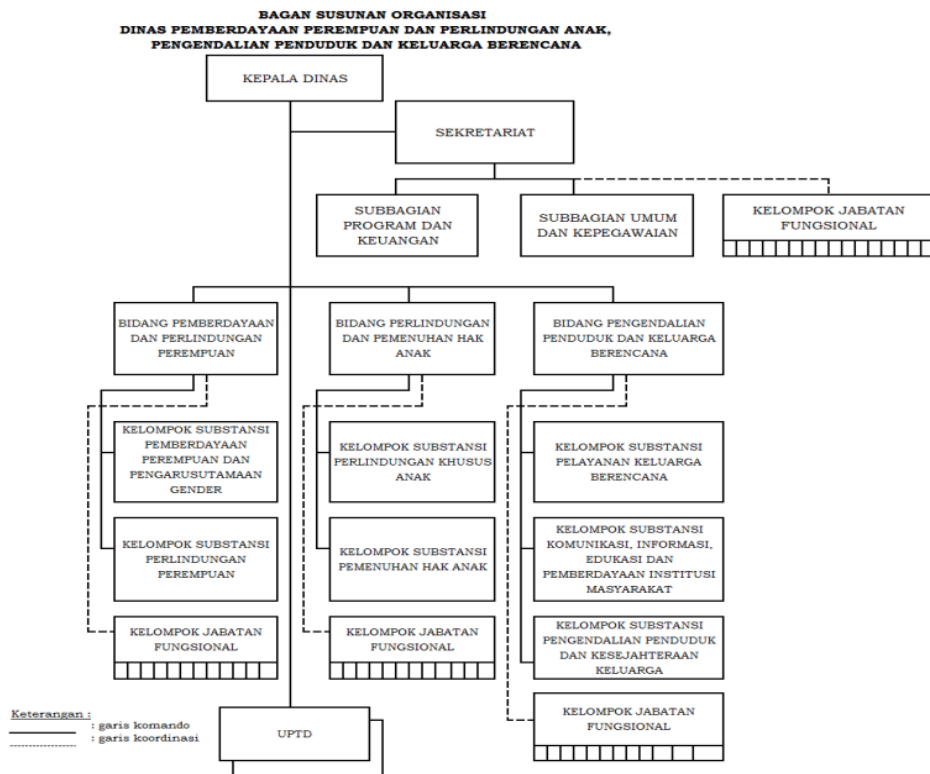 BAGAN SUSUNAN ORGANISASI
DINAS PEMBERDAYAAN PEREMPUAN DAN PERLINDUNGAN ANAK,
PENGENDALIAN PENDUDUK DAN KELUARGA BERENCANA
KEPALA DINAS
SEKRETARIAT
SUBBAGIAN
PROGRAM DAN
KEUANGAN
SUBBAGIAN UMUM
DAN KEPEGAWAIAN
KELOMPOK JABATAN
FUNGSIONAL
BIDANG PEMBERDAYAAN
DAN PERLINDUNGAN
PEREMPUAN
BIDANG PERLINDUNGAN
DAN PEMENUHAN HAK
ANAK
BIDANG PENGENDALIAN
PENDUDUK DAN KELUARGA
BERENCANA
KELOMPOK SUBSTANSI
PEMBERDAYAAN
PEREMPUAN DAN
PENGARUSUTAMAAN
GENDER
KELOMPOK SUBSTANSI
PERLINDUNGAN KHUSUS
ANAK
KELOMPOK SUBSTANSI
PELAYANAN KELUARGA
BERENCANA
KELOMPOK SUBSTANSI
PERLINDUNGAN
PEREMPUAN
KELOMPOK SUBSTANSI
PEMENUHAN HAK ANAK
KELOMPOK SUBSTANSI
KOMUNIKASI, INFORMASI,
EDUKASI DAN
PEMBERDAYAAN INSTITUSI
MASYARAKAT
KELOMPOK JABATAN
FUNGSIONAL
KELOMPOK JABATAN
FUNGSIONAL
KELOMPOK SUBSTANSI
PENGENDALIAN PENDUDUK
DAN KESEJAHTERAAN
KELUARGA
KELOMPOK JABATAN
FUNGSIONAL
Keterangan :
: garis komando
: garis koordinasi
UPTD